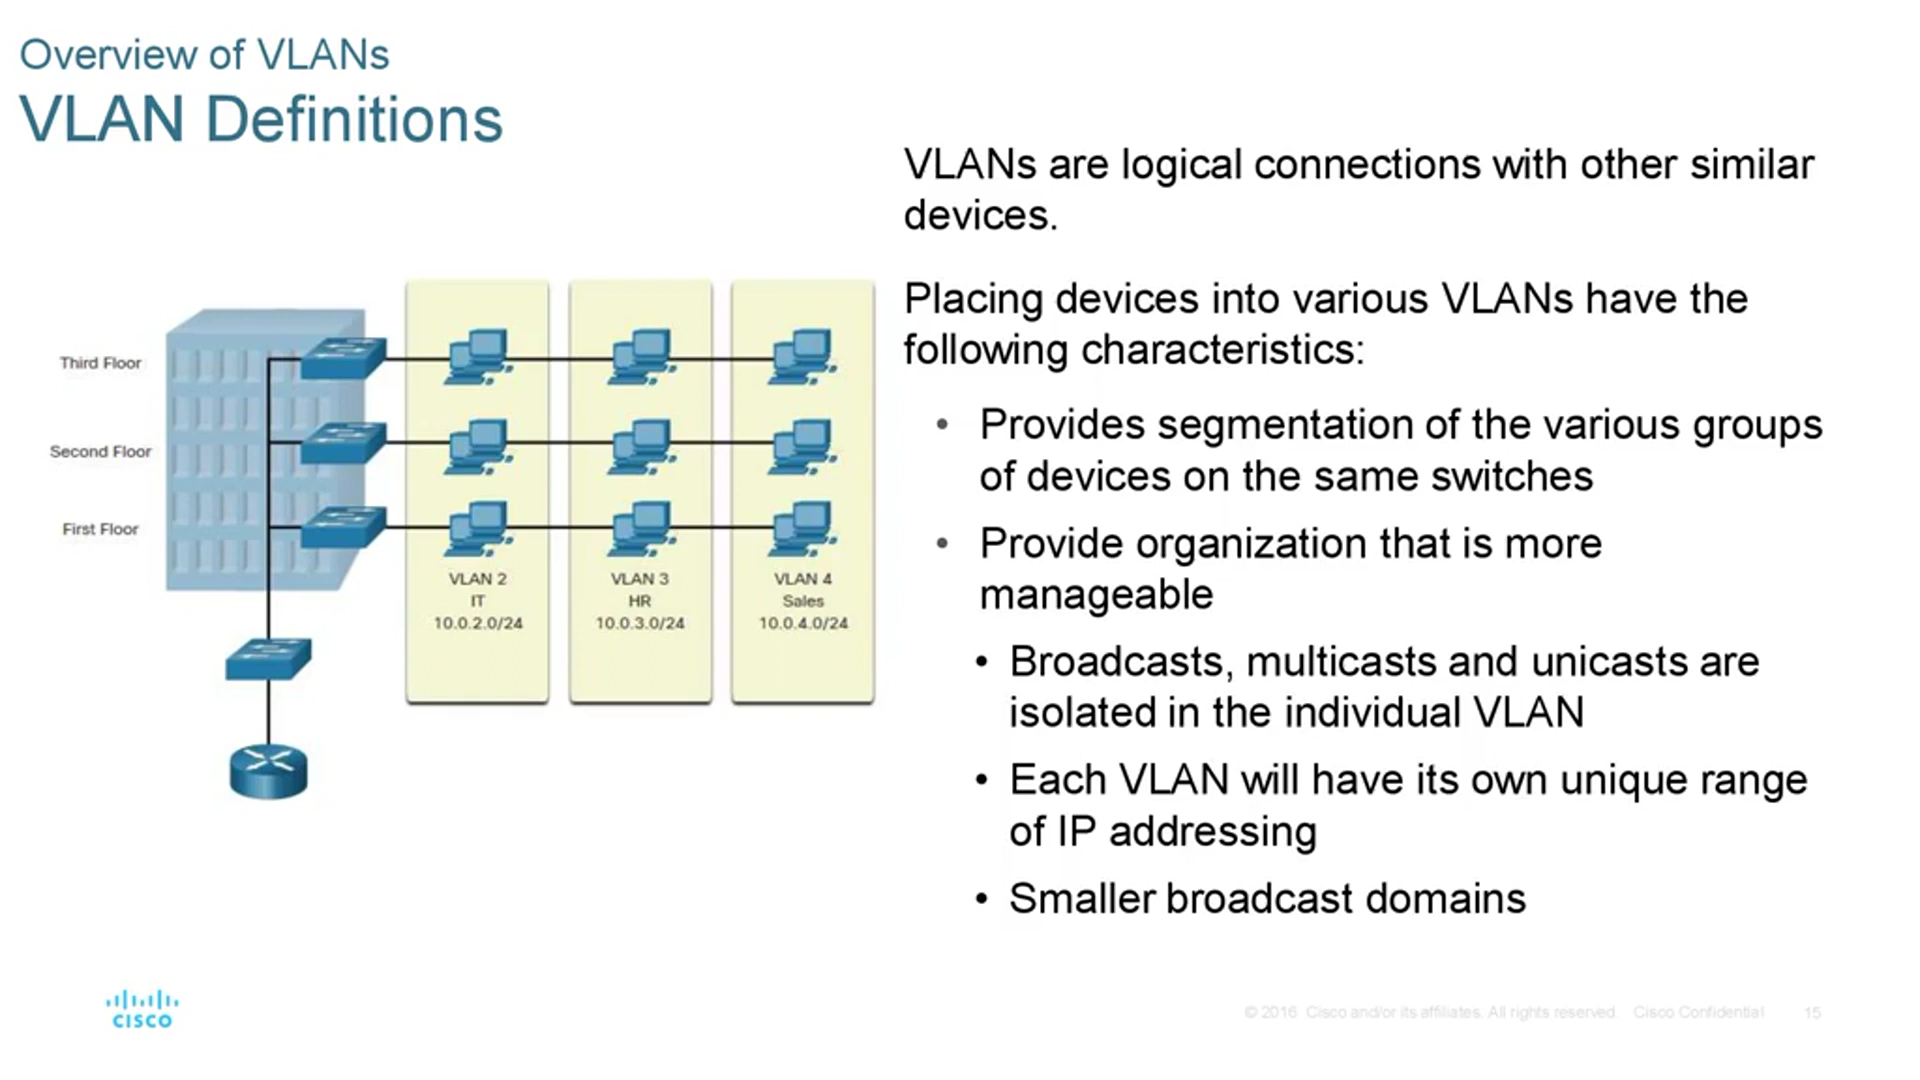 Overview of VLANs
VLAN Definitions
VLANs are logical connections with other similar
devices.
Placing devices into various VLANs have the
following characteristics:
• Provides segmentation of the various groups
of devices on the same switches
• Provide organization that is more
manageable
• Broadcasts, multicasts and unicasts are
isolated in the individual VLAN
• Each VLAN will have its own unique range
of IP addressing
• Smaller broadcast domains
Third Floor
Second Floor
First Floor
VLAN 2
IT
10.0.2.0/24
VLAN 3
HR
10.0.3.0/24
VLAN 4
Sales
10.0.4.0/24
CISCO
© 2016 Cisco and/or its affiliates. All rights reserved. Cisco Confidential 15